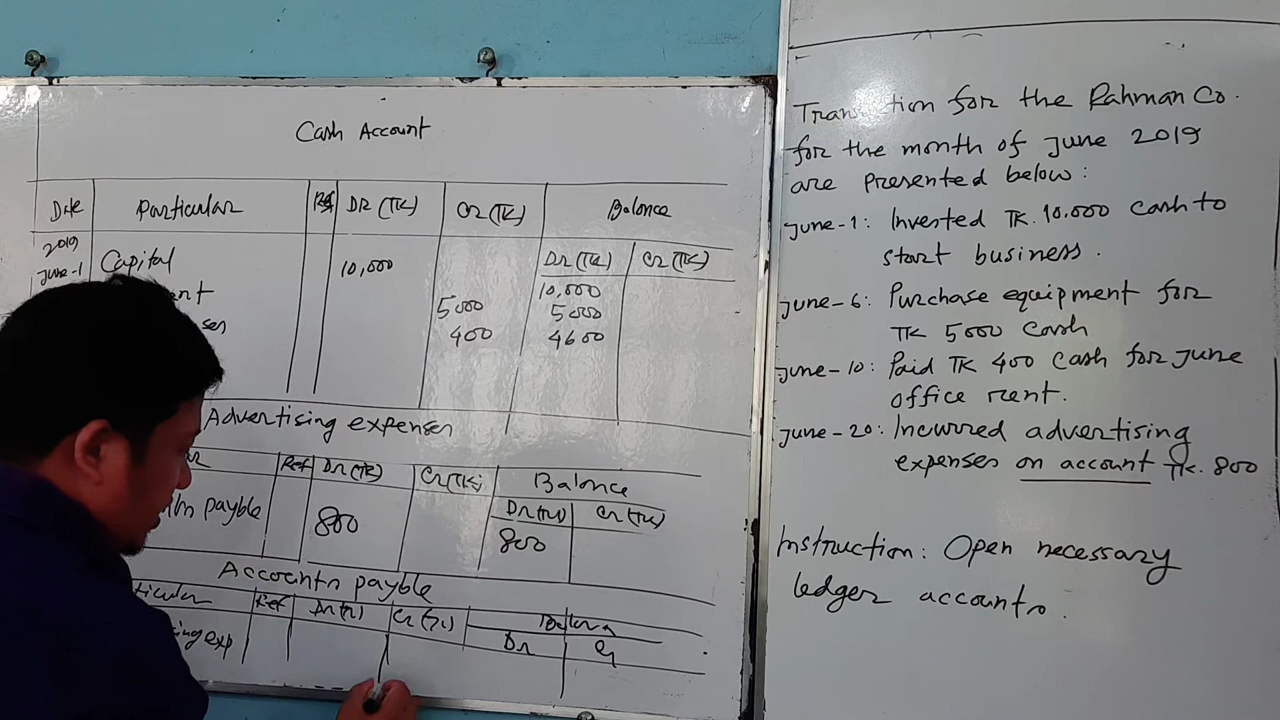 Cash Account
Date Particular Ref DR (TK) CR (TK) Balance
2019
June-1 Capital 10,000 Dr (TK) Cr (TK)
10,000
5000 5000
400 4600
Advertising expenses
Ref Dr (TK) Cr (TK) Balance
Dr (TK) Cr (TK)
payble 800 800
Accounts payble
Ref Dr (TK) Cr (TK)
exp Dr Cr
Transaction for the Rahman Co.
for the month of June 2019
are presented below:
June-1: Invested TK. 10,000 cash to
start business.
June-6: Purchase equipment for
TK 5000 cash
June-10: Paid TK 400 cash for June
office rent.
June-20: Incurred advertising
expenses on account TK. 800
Instruction: Open necessary
ledger accounts.